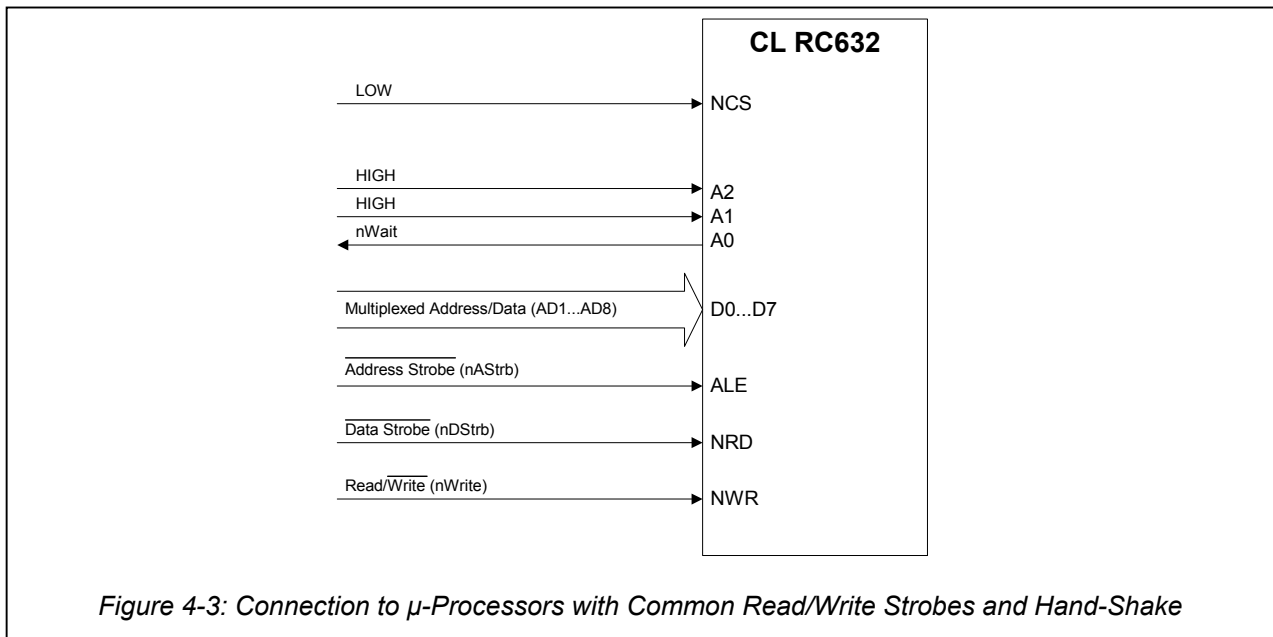 CL RC632
LOW
NCS
HIGH
A2
HIGH
A1
nWait
A0
Multiplexed Address/Data (AD1...AD8)
D0...D7
Address Strobe (nAStrb)
ALE
Data Strobe (nDStrb)
NRD
Read/Write (nWrite)
NWR
Figure 4-3: Connection to µ-Processors with Common Read/Write Strobes and Hand-Shake